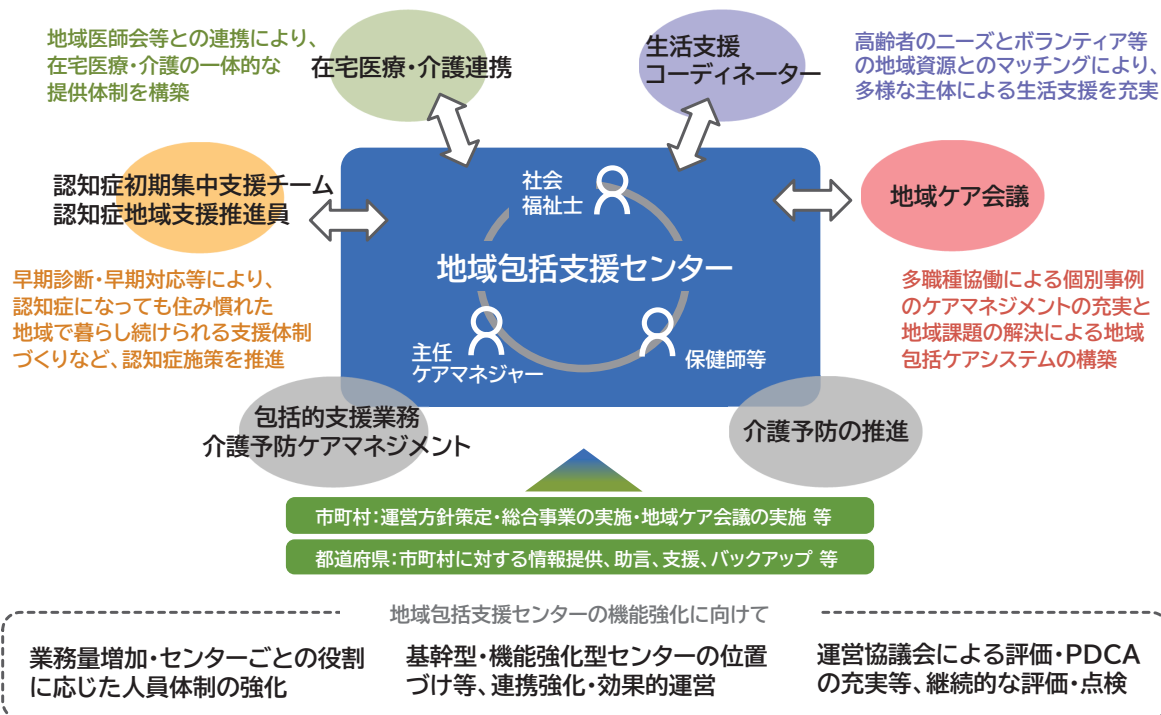 地域医師会等との連携により、
在宅医療・介護の一体的な
提供体制を構築
在宅医療・介護連携
生活支援
コーディネーター
高齢者のニーズとボランティア等
の地域資源とのマッチングにより、
多様な主体による生活支援を充実
認知症初期集中支援チーム
認知症地域支援推進員
社会
福祉士
地域ケア会議
地域包括支援センター
早期診断・早期対応等により、
認知症になっても住み慣れた
地域で暮らし続けられる支援体制
づくりなど、認知症施策を推進
主任
ケアマネジャー
保健師等
多職種協働による個別事例
のケアマネジメントの充実と
地域課題の解決による地域
包括ケアシステムの構築
包括的支援業務
介護予防ケアマネジメント
介護予防の推進
市町村：運営方針策定・総合事業の実施・地域ケア会議の実施 等
都道府県：市町村に対する情報提供、助言、支援、バックアップ 等
地域包括支援センターの機能強化に向けて
業務量増加・センターごとの役割
に応じた人員体制の強化
基幹型・機能強化型センターの位置
づけ等、連携強化・効果的運営
運営協議会による評価・PDCA
の充実等、継続的な評価・点検